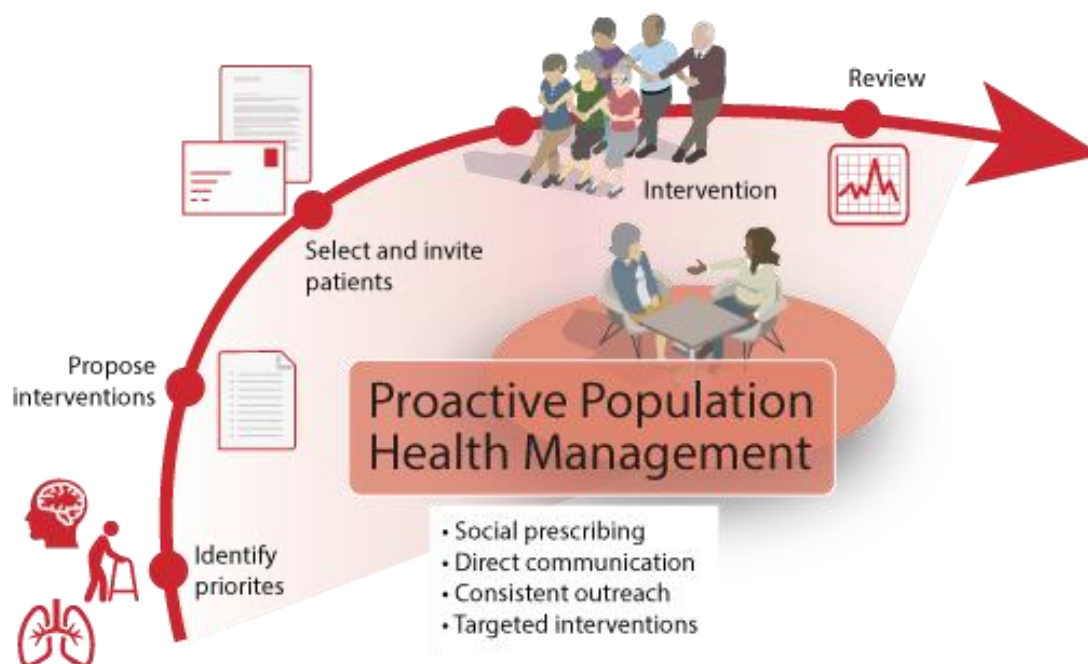 Review
Intervention
Select and invite
patients
Propose
interventions
Identify
priorites
Proactive Population
Health Management
• Social prescribing
• Direct communication
• Consistent outreach
• Targeted interventions